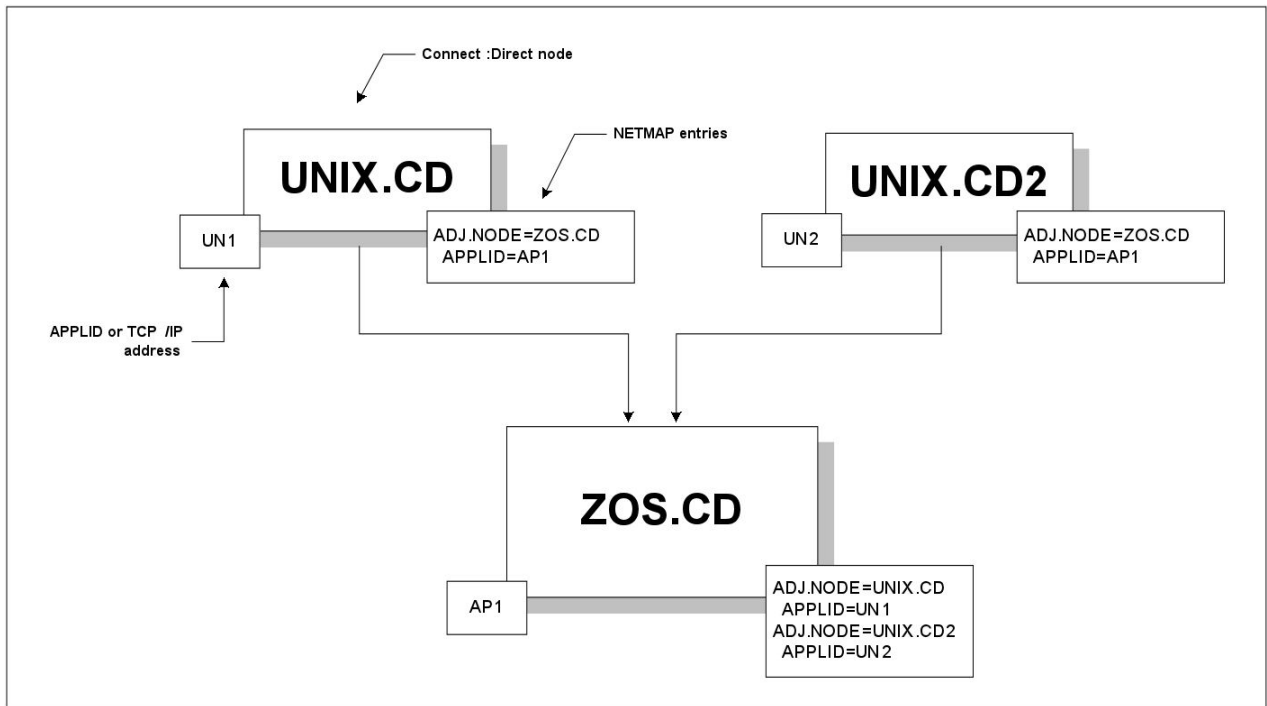 Connect :Direct node
NETMAP entries
UNIX.CD
UNIX.CD2
UN1
ADJ.NODE=ZOS.CD
APPLID=AP1
UN2
ADJ.NODE=ZOS.CD
APPLID=AP1
APPLID or TCP /IP
address
ZOS.CD
AP1
ADJ.NODE=UNIX.CD
APPLID=UN1
ADJ.NODE=UNIX.CD2
APPLID=UN2